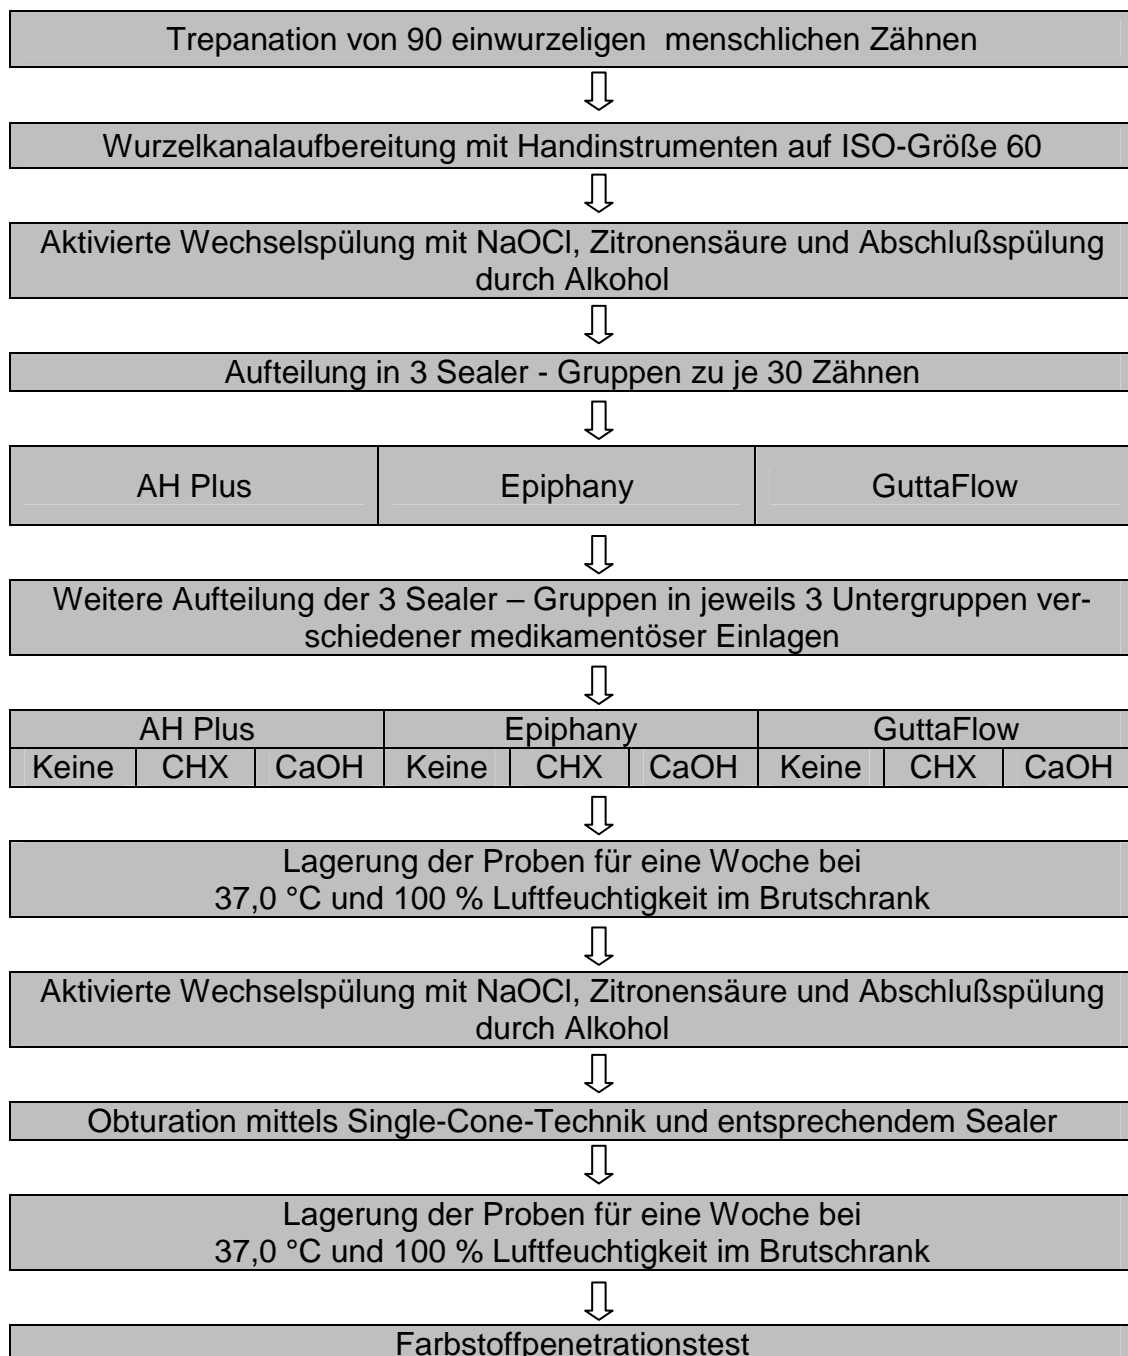 Trepanation von 90 einwurzeligen menschlichen Zähnen
Wurzelkanalaufbereitung mit Handinstrumenten auf ISO-Größe 60
Aktivierte Wechselspülung mit NaOCl, Zitronensäure und Abschlußspülung
durch Alkohol
Aufteilung in 3 Sealer - Gruppen zu je 30 Zähnen
AH Plus Epiphany GuttaFlow
Weitere Aufteilung der 3 Sealer – Gruppen in jeweils 3 Untergruppen ver-
schiedener medikamentöser Einlagen
AH Plus Epiphany GuttaFlow
Keine CHX CaOH Keine CHX CaOH Keine CHX CaOH
Lagerung der Proben für eine Woche bei
37,0 °C und 100 % Luftfeuchtigkeit im Brutschrank
Aktivierte Wechselspülung mit NaOCl, Zitronensäure und Abschlußspülung
durch Alkohol
Obturation mittels Single-Cone-Technik und entsprechendem Sealer
Lagerung der Proben für eine Woche bei
37,0 °C und 100 % Luftfeuchtigkeit im Brutschrank
Farbstoffpenetrationstest